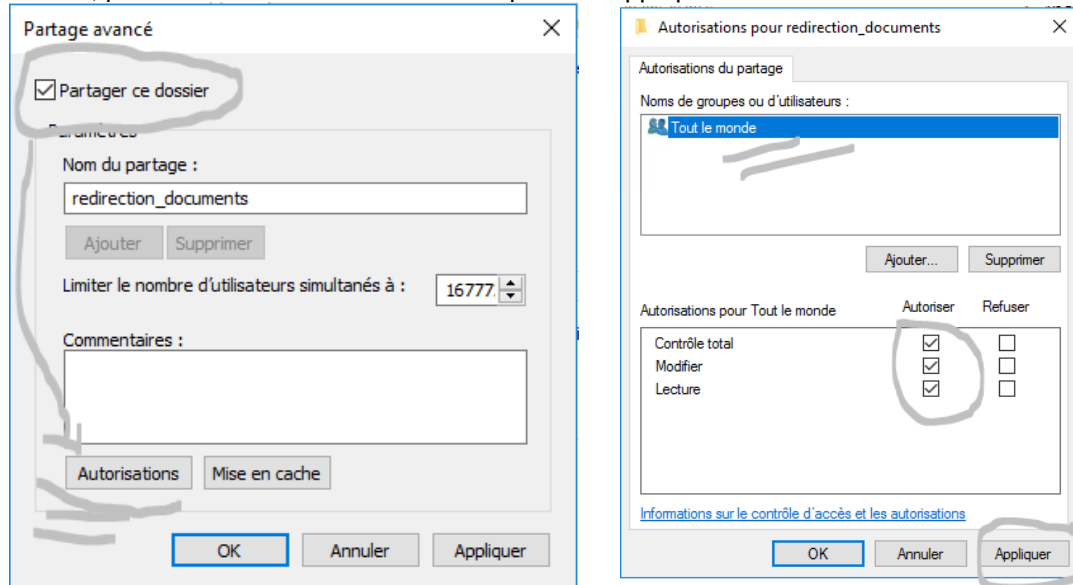 Partage avancé
Partager ce dossier
Nom du partage :
redirection_documents
Ajouter Supprimer
Limiter le nombre d'utilisateurs simultanés à :
16777
Commentaires :
Autorisations Mise en cache
OK Annuler Appliquer
Autorisations pour redirection_documents
Autorisations du partage
Noms de groupes ou d'utilisateurs :
Tout le monde
Ajouter... Supprimer
Autorisations pour Tout le monde Autoriser Refuser
Contrôle total
Modifier
Lecture
Informations sur le contrôle d'accès et les autorisations
OK Annuler Appliquer